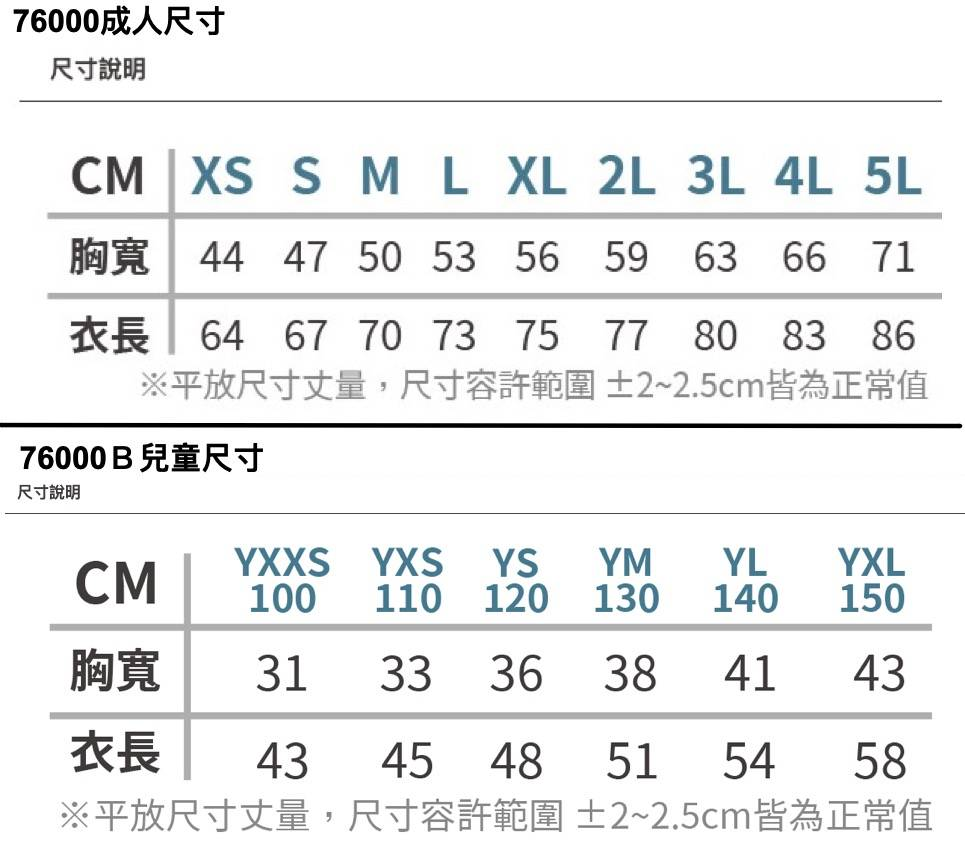 76000成人尺寸
尺寸說明
CM XS S M L XL 2L 3L 4L 5L
胸寬 44 47 50 53 56 59 63 66 71
衣長 64 67 70 73 75 77 80 83 86
※平放尺寸丈量，尺寸容許範圍 ±2~2.5cm皆為正常值
76000B兒童尺寸
尺寸說明
CM YXXS YXS YS YM YL YXL
100 110 120 130 140 150
胸寬 31 33 36 38 41 43
衣長 43 45 48 51 54 58
※平放尺寸丈量，尺寸容許範圍 ±2~2.5cm皆為正常值